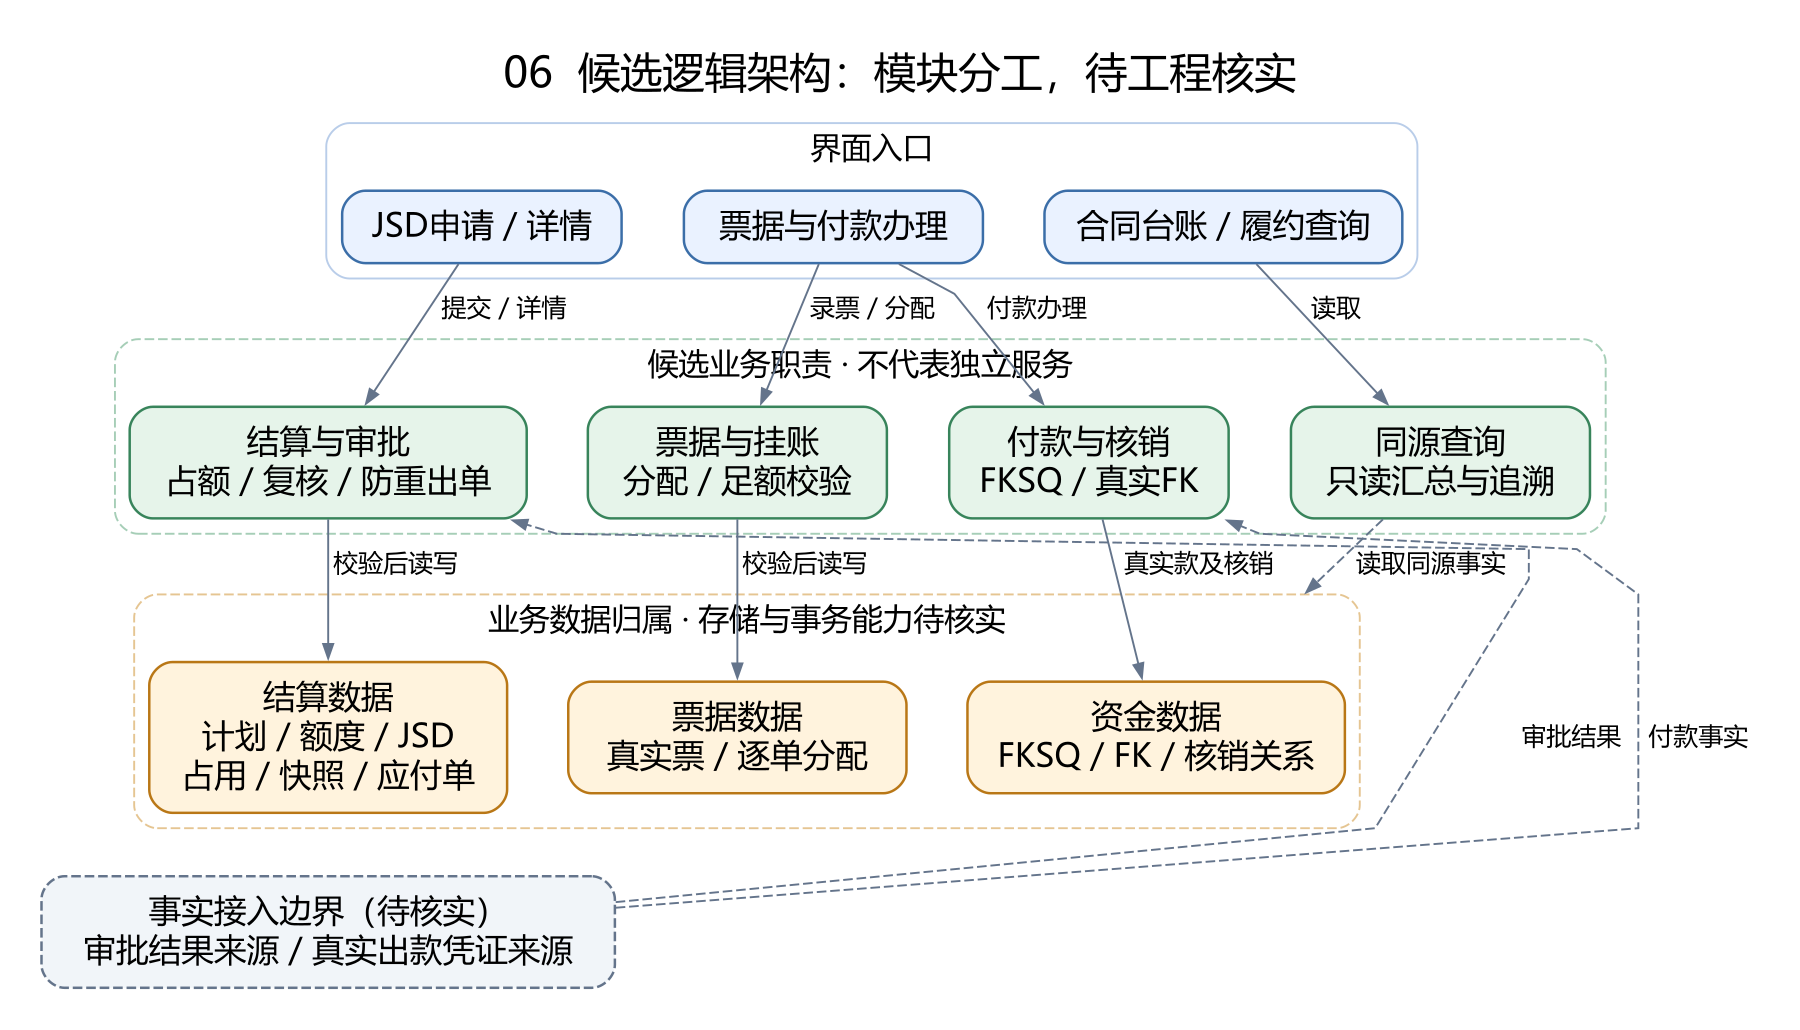 06 候选逻辑架构：模块分工，待工程核实
界面入口
JSD申请 / 详情
票据与付款办理
合同台账 / 履约查询
提交 / 详情
录票 / 分配
付款办理
读取
候选业务职责 · 不代表独立服务
结算与审批
占额 / 复核 / 防重出单
票据与挂账
分配 / 足额校验
付款与核销
FKSQ / 真实FK
同源查询
只读汇总与追溯
校验后读写
校验后读写
真实款及核销
读取同源事实
业务数据归属 · 存储与事务能力待核实
结算数据
计划 / 额度 / JSD
占用 / 快照 / 应付单
票据数据
真实票 / 逐单分配
资金数据
FKSQ / FK / 核销关系
审批结果
付款事实
事实接入边界（待核实）
审批结果来源 / 真实出款凭证来源